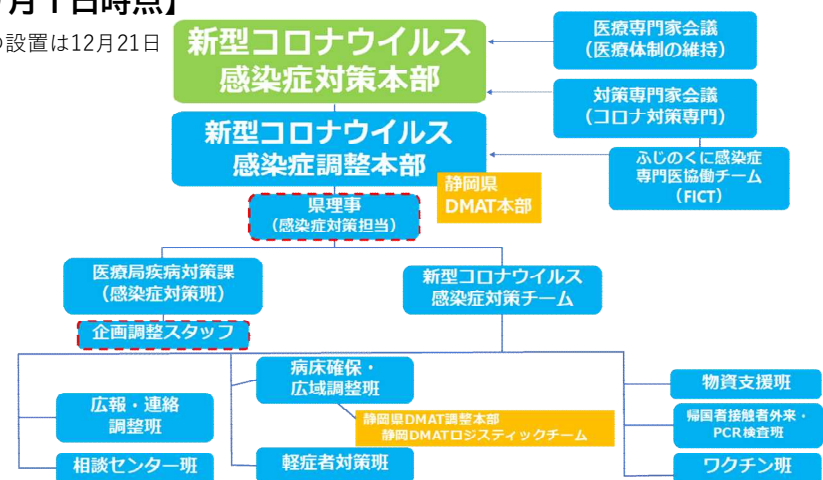 月１日時点】
の設置は12月21日
新型コロナウイルス
感染症対策本部
医療専門家会議
（医療体制の維持）
対策専門家会議
（コロナ対策専門）
新型コロナウイルス
感染症調整本部
ふじのくに感染症
専門医協働チーム
（FICT）
静岡県
DMAT本部
県理事
（感染症対策担当）
医療局疾病対策課
（感染症対策班）
新型コロナウイルス
感染症対策チーム
企画調整スタッフ
病床確保・
広域調整班
物資支援班
広報・連絡
調整班
静岡県DMAT調整本部
静岡DMATロジスティックチーム
帰国者接触者外来・
PCR検査班
相談センター班
軽症者対策班
ワクチン班